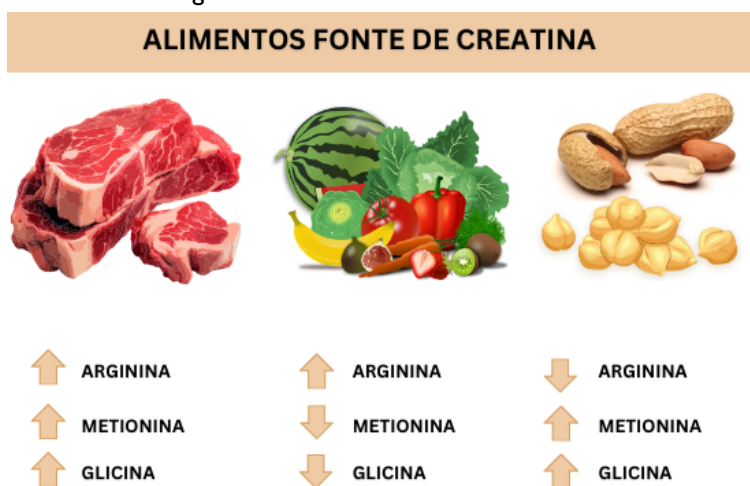 ALIMENTOS FONTE DE CREATINA
ARGININA
METIONINA
GLICINA
ARGININA
METIONINA
GLICINA
ARGININA
METIONINA
GLICINA